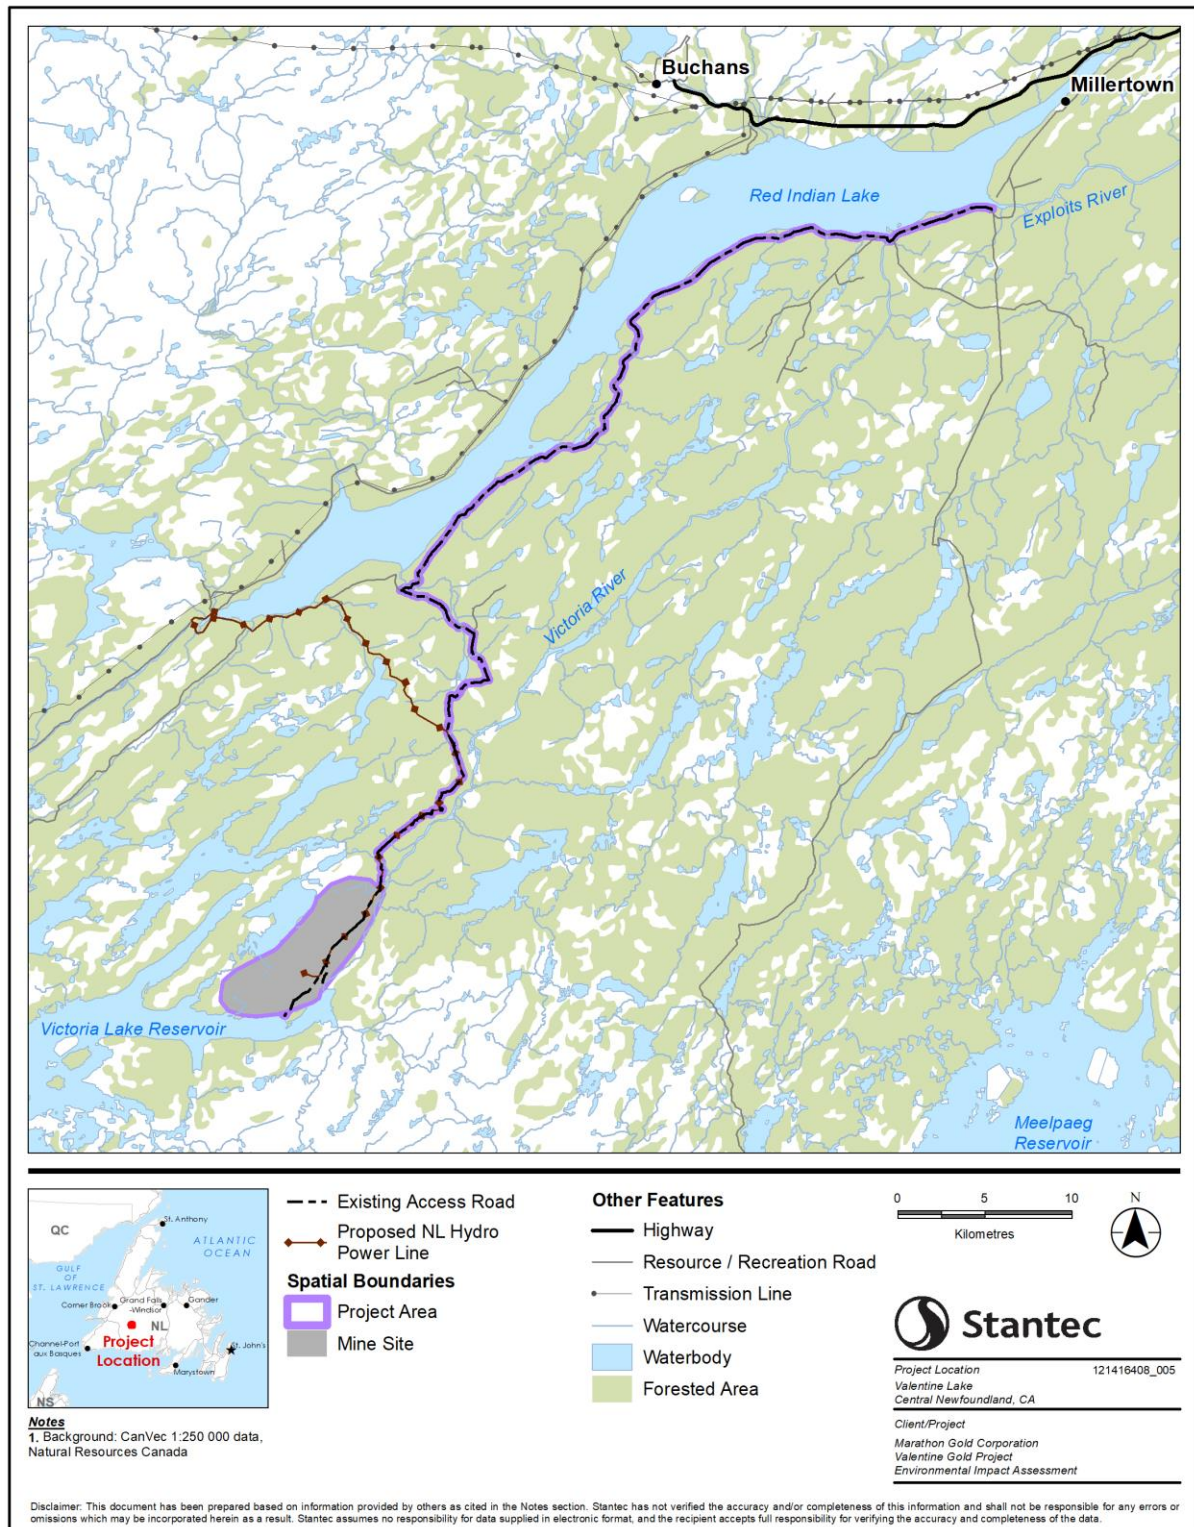 Buchans
Millertown
Red Indian Lake
Exploits River
Victoria River
Victoria Lake Reservoir
Meelpaeg
Reservoir
QC
St. Anthony
ATLANTIC
OCEAN
GULF
OF
ST. LAWRENCE
Corner Brook
Grand Falls
-Windsor
Gander
NL
Project
Location
Channel-Port
aux Basques
St. John's
Marystown
NS
Notes
1. Background: CanVec 1:250 000 data,
Natural Resources Canada
Existing Access Road
Proposed NL Hydro
Power Line
Spatial Boundaries
Project Area
Mine Site
Other Features
Highway
Resource / Recreation Road
Transmission Line
Watercourse
Waterbody
Forested Area
0 5 10
Kilometres
N
Stantec
Project Location 121416408_005
Valentine Lake
Central Newfoundland, CA
Client/Project
Marathon Gold Corporation
Valentine Gold Project
Environmental Impact Assessment
Disclaimer: This document has been prepared based on information provided by others as cited in the Notes section. Stantec has not verified the accuracy and/or completeness of this information and shall not be responsible for any errors or
omissions which may be incorporated herein as a result. Stantec assumes no responsibility for data supplied in electronic format, and the recipient accepts full responsibility for verifying the accuracy and completeness of the data.